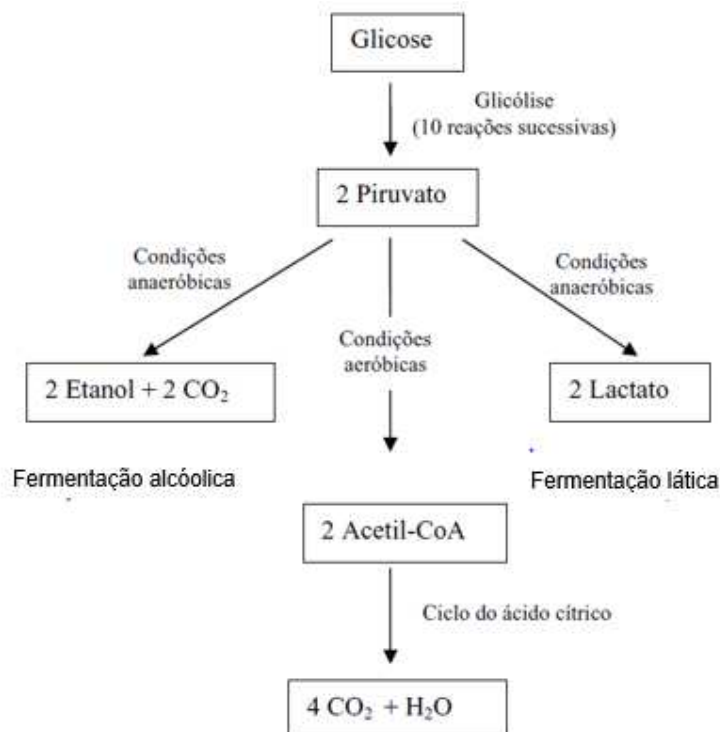 Glicose
Glicólise
(10 reações sucessivas)
2 Piruvato
Condições
anaeróbicas
Condições
anaeróbicas
Condições
aeróbicas
2 Etanol + 2 CO₂
2 Lactato
Fermentação alcóolica
Fermentação lática
2 Acetil-CoA
Ciclo do ácido cítrico
4 CO₂ + H₂O